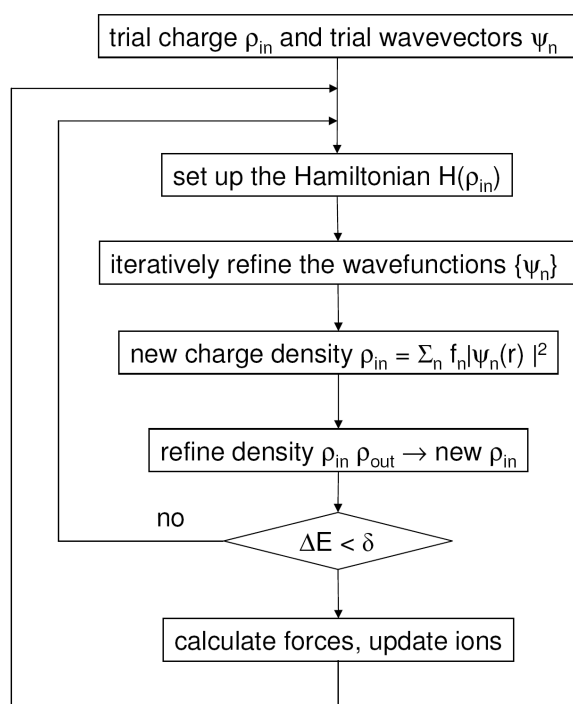 trial charge ρin and trial wavevectors ψn
set up the Hamiltonian H(ρin)
iteratively refine the wavefunctions {ψn}
new charge density ρin = Σn fn|ψn(r) |²
refine density ρin ρout → new ρin
no
ΔE < δ
calculate forces, update ions